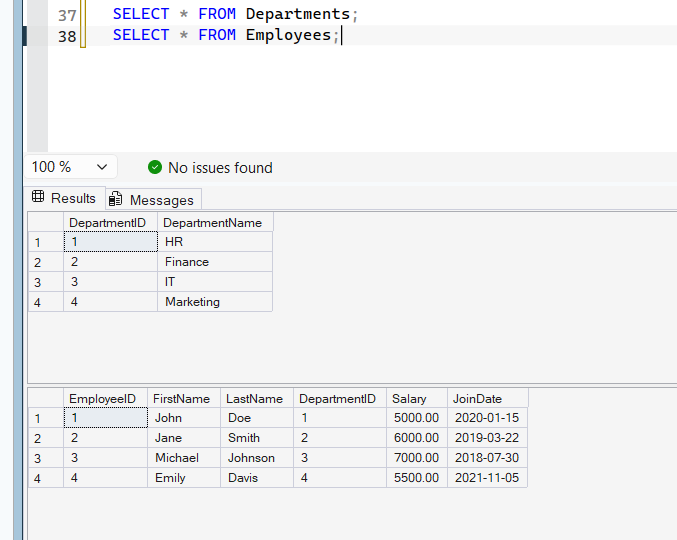 37 SELECT * FROM Departments;
38 SELECT * FROM Employees;
100 % No issues found
Results Messages
DepartmentID DepartmentName
1 1 HR
2 2 Finance
3 3 IT
4 4 Marketing
EmployeeID FirstName LastName DepartmentID Salary JoinDate
1 1 John Doe 1 5000.00 2020-01-15
2 2 Jane Smith 2 6000.00 2019-03-22
3 3 Michael Johnson 3 7000.00 2018-07-30
4 4 Emily Davis 4 5500.00 2021-11-05